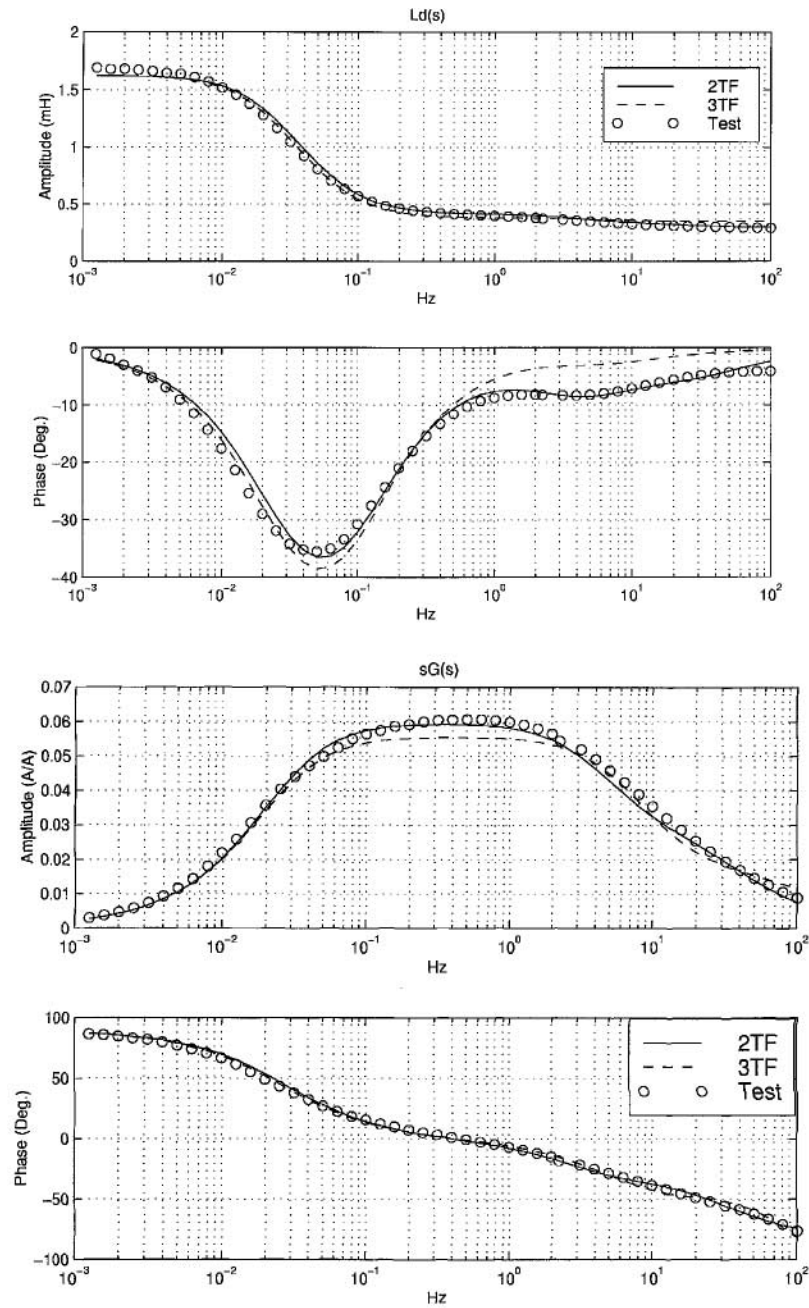 Ld(s)
2
1.5
1
0.5
0
Amplitude (mH)
2TF
3TF
Test
10^-3
10^-2
10^-1
10^0
10^1
10^2
Hz
0
-10
-20
-30
-40
Phase (Deg.)
10^-3
10^-2
10^-1
10^0
10^1
10^2
Hz
sG(s)
0.07
0.06
0.05
0.04
0.03
0.02
0.01
0
Amplitude (A/A)
10^-3
10^-2
10^-1
10^0
10^1
10^2
Hz
100
50
0
-50
-100
Phase (Deg.)
2TF
3TF
Test
10^-3
10^-2
10^-1
10^0
10^1
10^2
Hz